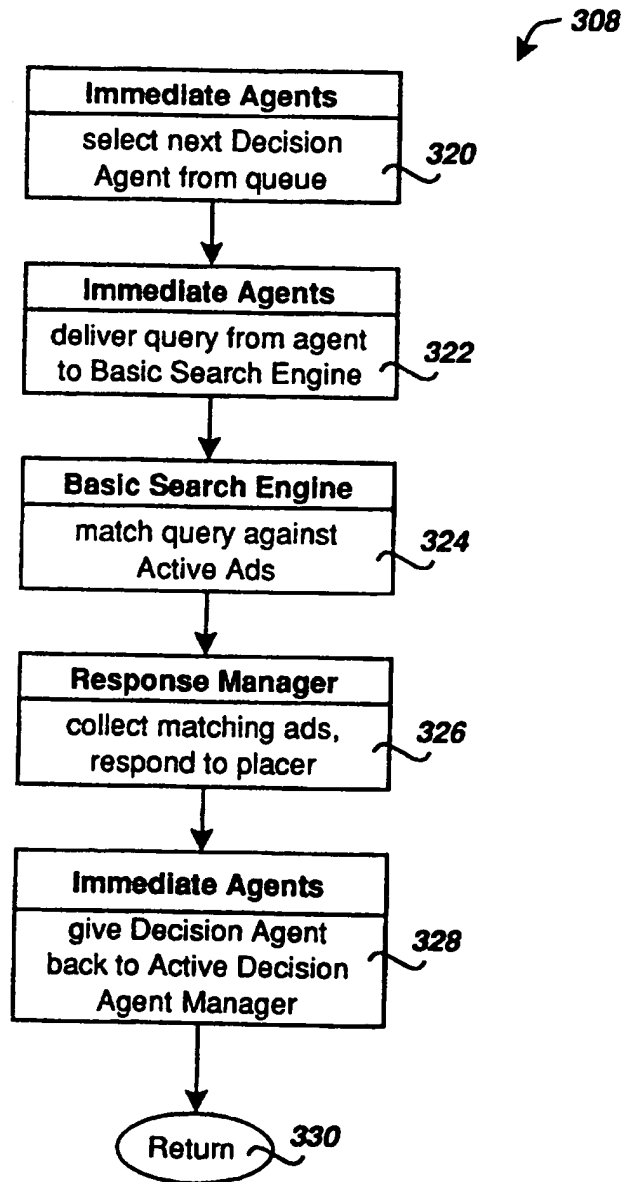 308
Immediate Agents
select next Decision
Agent from queue
320
Immediate Agents
deliver query from agent
to Basic Search Engine
322
Basic Search Engine
match query against
Active Ads
324
Response Manager
collect matching ads,
respond to placer
326
Immediate Agents
give Decision Agent
back to Active Decision
Agent Manager
328
Return
330